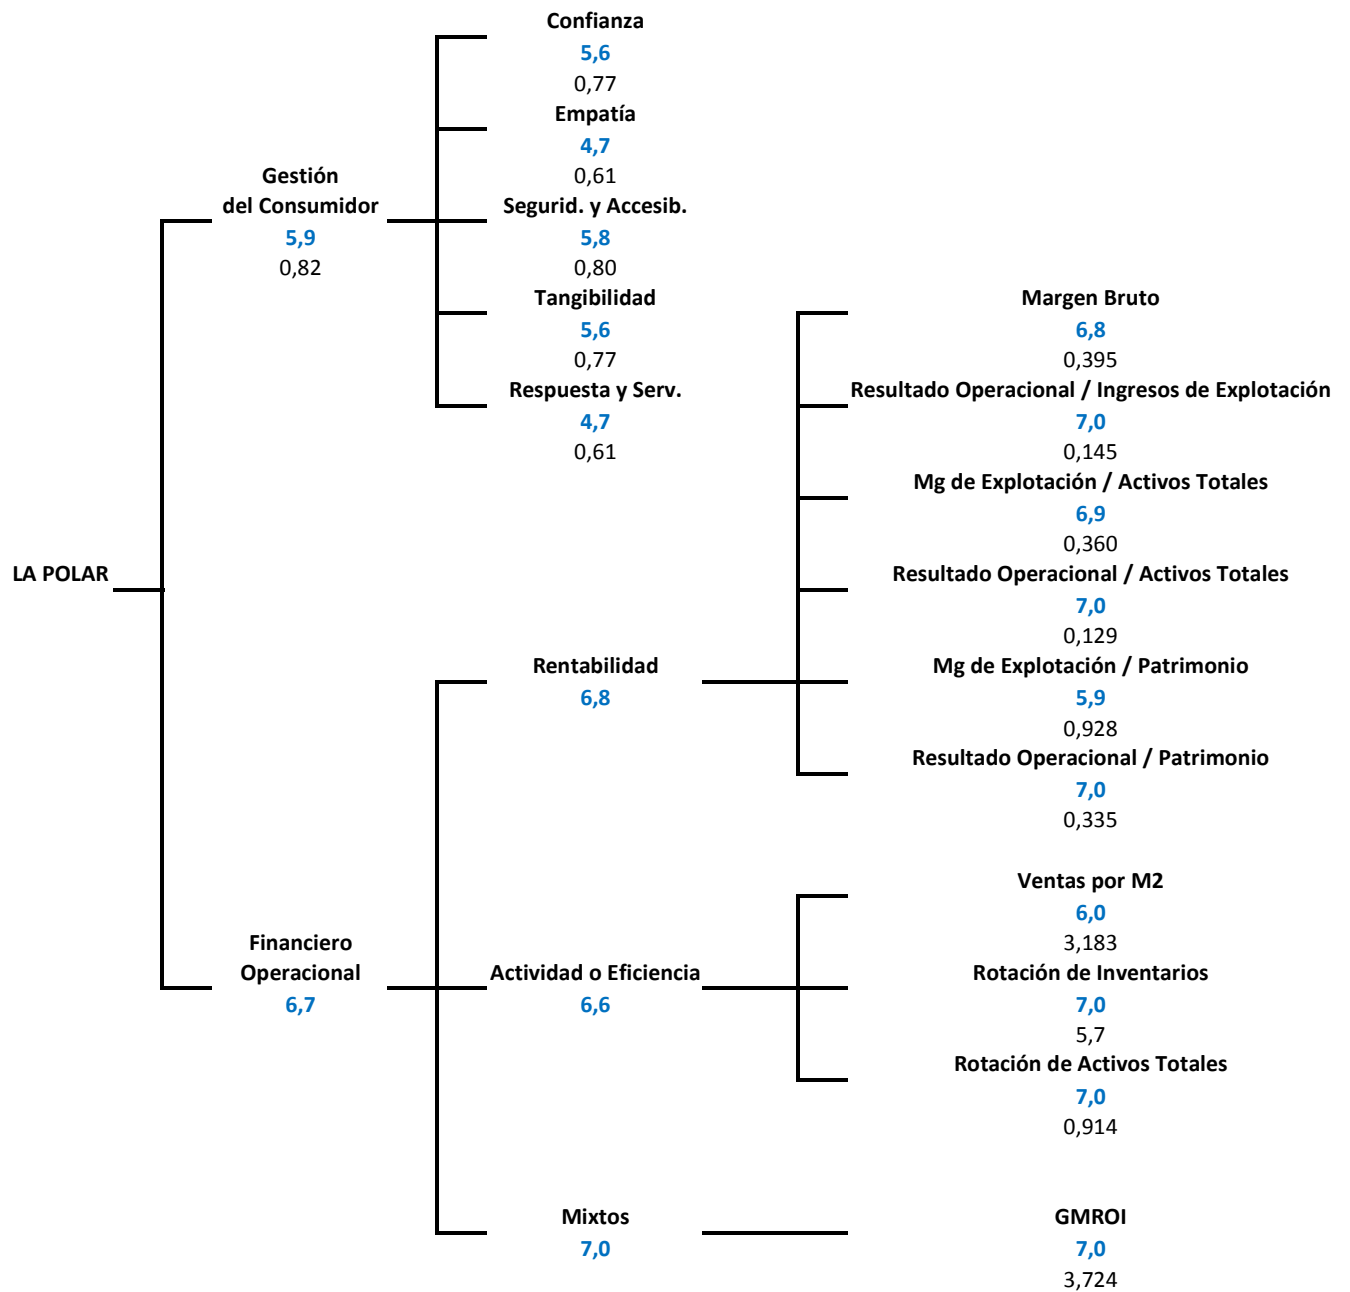 LA POLAR
Gestión
del Consumidor
5,9
0,82
Confianza
5,6
0,77
Empatía
4,7
0,61
Segurid. y Accesib.
5,8
0,80
Tangibilidad
5,6
0,77
Respuesta y Serv.
4,7
0,61
Financiero
Operacional
6,7
Rentabilidad
6,8
Margen Bruto
6,8
0,395
Resultado Operacional / Ingresos de Explotación
7,0
0,145
Mg de Explotación / Activos Totales
6,9
0,360
Resultado Operacional / Activos Totales
7,0
0,129
Mg de Explotación / Patrimonio
5,9
0,928
Resultado Operacional / Patrimonio
7,0
0,335
Actividad o Eficiencia
6,6
Ventas por M2
6,0
3,183
Rotación de Inventarios
7,0
5,7
Rotación de Activos Totales
7,0
0,914
Mixtos
7,0
GMROI
7,0
3,724